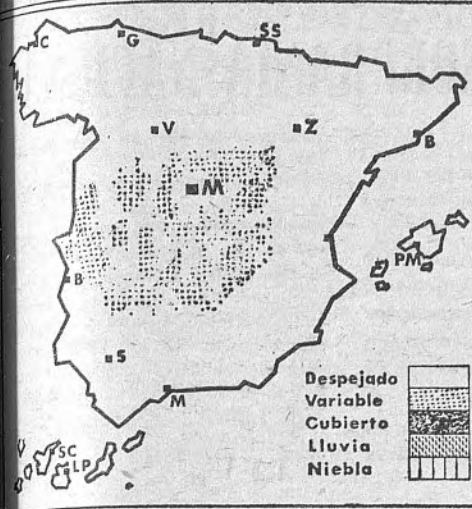 C
G
SS
V
Z
B
M
PM
B
S
M
SC
LP
Despejado
Variable
Cubierto
Lluvia
Niebla